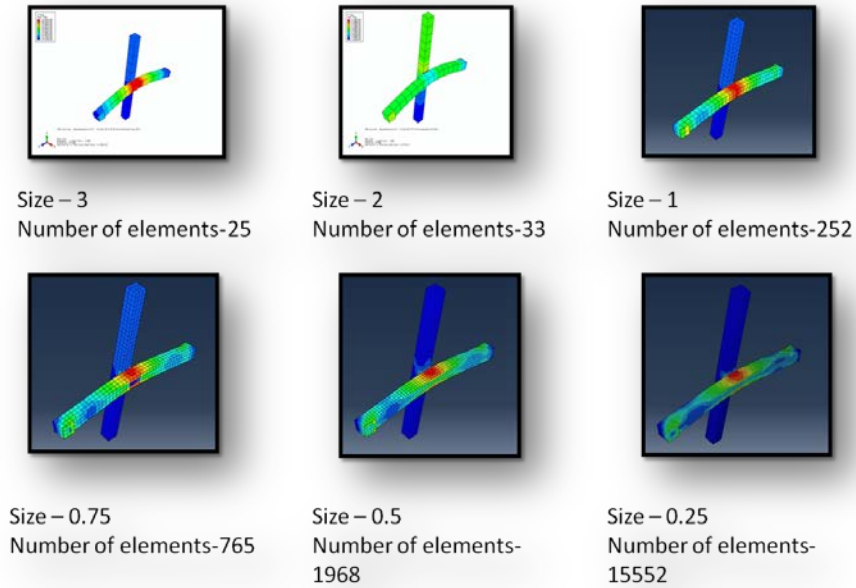 Size – 3
Number of elements-25
Size – 2
Number of elements-33
Size – 1
Number of elements-252
Size – 0.75
Number of elements-765
Size – 0.5
Number of elements-
1968
Size – 0.25
Number of elements-
15552